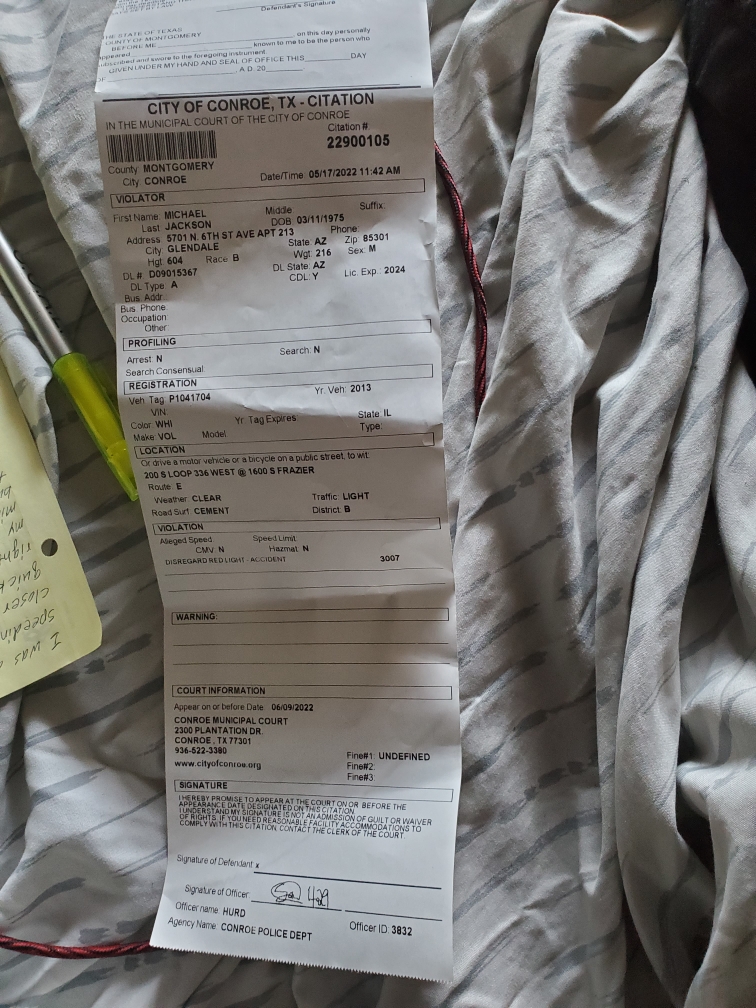 Defendant's Signature
THE STATE OF TEXAS
COUNTY OF MONTGOMERY
BEFORE ME on this day personally
appeared known to me to be the person who
subscribed and swore to the foregoing instrument.
GIVEN UNDER MY HAND AND SEAL OF OFFICE THIS DAY
OF A.D. 20
CITY OF CONROE, TX - CITATION
IN THE MUNICIPAL COURT OF THE CITY OF CONROE
Citation #:
22900105
County: MONTGOMERY
City: CONROE Date/Time: 05/17/2022 11:42 AM
VIOLATOR
First Name: MICHAEL Middle Suffix:
Last: JACKSON DOB: 03/11/1975
Address: 5701 N. 6TH ST AVE APT 213 Phone:
City: GLENDALE State: AZ Zip: 85301
Hgt: 604 Race: B Wgt: 216 Sex: M
DL #: D09015367 DL State: AZ Lic. Exp.: 2024
DL Type: A CDL: Y
Bus. Addr:
Bus. Phone:
Occupation:
Other:
PROFILING
Arrest: N Search: N
Search Consensual:
REGISTRATION
Veh Tag: P1041704 Yr. Veh: 2013
VIN:
Color: WHI Yr. Tag Expires State: IL
Make: VOL Model Type:
LOCATION
Or drive a motor vehicle or a bicycle on a public street, to wit:
200 S LOOP 336 WEST @ 1600 S FRAZIER
Route: E
Weather: CLEAR Traffic: LIGHT
Road Surf: CEMENT District: B
VIOLATION
Alleged Speed Speed Limit
CMV: N Hazmat: N
DISREGARD RED LIGHT - ACCIDENT 3007
WARNING:
COURT INFORMATION
Appear on or before Date: 06/09/2022
CONROE MUNICIPAL COURT
2300 PLANTATION DR.
CONROE, TX 77301
936-522-3380
www.cityofconroe.org
Fine#1: UNDEFINED
Fine#2:
Fine#3:
SIGNATURE
I HEREBY PROMISE TO APPEAR AT THE COURT ON OR BEFORE THE
APPEARANCE DATE DESIGNATED ON THIS CITATION.
I UNDERSTAND MY SIGNATURE IS NOT AN ADMISSION OF GUILT OR WAIVER
OF RIGHTS. IF YOU NEED REASONABLE FACILITY ACCOMMODATIONS TO
COMPLY WITH THIS CITATION, CONTACT THE CLERK OF THE COURT.
Signature of Defendant x
Signature of Officer
Officer name: HURD
Agency Name: CONROE POLICE DEPT Officer ID: 3832
I was
speedin
closer
quick
right
my